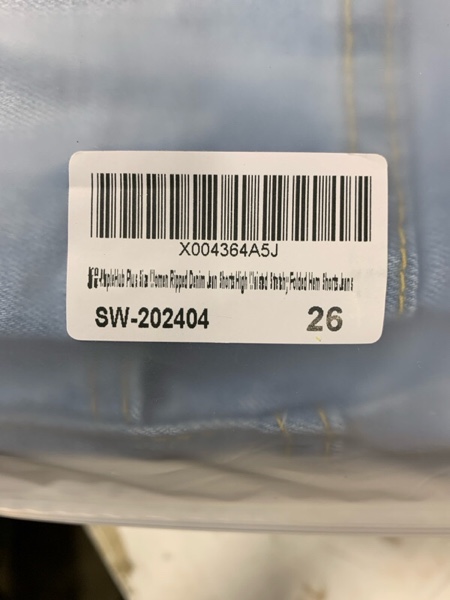 X004364A5J
Plus Size Women Ripped Denim Jean Shorts High Waisted Stretchy Folded Hem Shorts Jeans
SW-202404 26